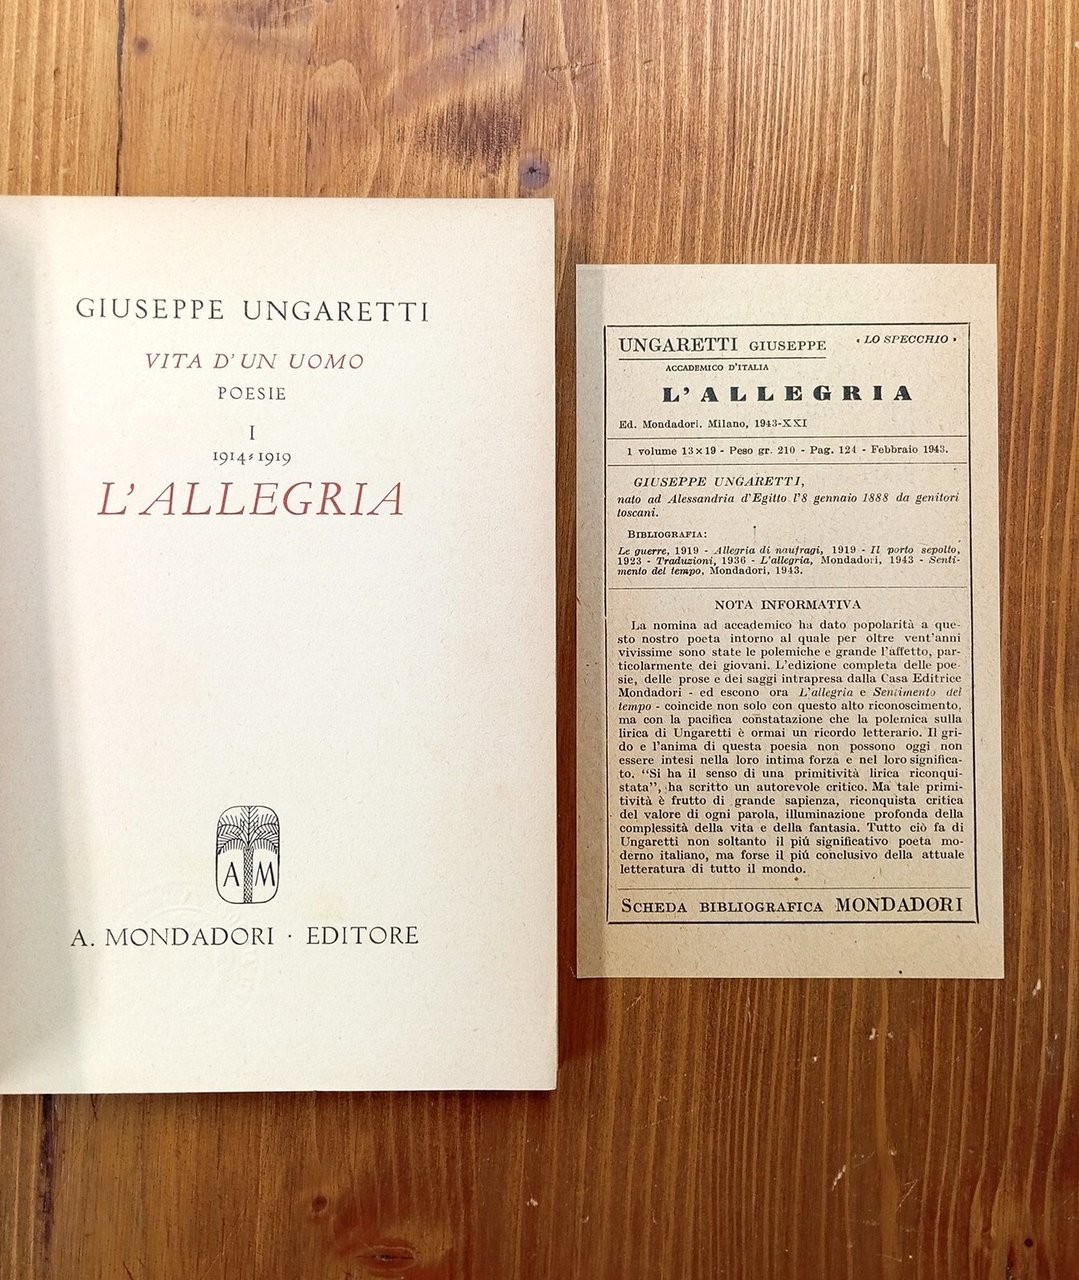 GIUSEPPE UNGARETTI
VITA D'UN UOMO
POESIE
I
1914-1919
L'ALLEGRIA
A M
A. MONDADORI · EDITORE
UNGARETTI GIUSEPPE
« LO SPECCHIO »
ACCADEMICO D'ITALIA
L'ALLEGRIA
Ed. Mondadori, Milano, 1943-XXI
1 volume 13×19 - Peso gr. 210 - Pag. 124 - Febbraio 1943.
GIUSEPPE UNGARETTI,
nato ad Alessandria d'Egitto l'8 gennaio 1888 da genitori
toscani.
BIBLIOGRAFIA:
Le guerre, 1919 - Allegria di naufragi, 1919 - Il porto sepolto,
1923 - Traduzioni, 1936 - L'allegria, Mondadori, 1943 - Senti-
mento del tempo, Mondadori, 1943.
NOTA INFORMATIVA
La nomina ad accademico ha dato popolarità a que-
sto nostro poeta intorno al quale per oltre vent'anni
vivissime sono state le polemiche e grande l'affetto, par-
ticolarmente dei giovani. L'edizione completa delle poe-
sie, delle prose e dei saggi intrapresa dalla Casa Editrice
Mondadori - ed escono ora L'allegria e Sentimento del
tempo - coincide non solo con questo alto riconoscimento,
ma con la pacifica constatazione che la polemica sulla
lirica di Ungaretti è ormai un ricordo letterario. Il gri-
do e l'anima di questa poesia non possono oggi non
essere intesi nella loro intima forza e nel loro significa-
to. "Si ha il senso di una primitività lirica riconqui-
stata", ha scritto un autorevole critico. Ma tale primi-
tività è frutto di grande sapienza, riconquista critica
del valore di ogni parola, illuminazione profonda della
complessità della vita e della fantasia. Tutto ciò fa di
Ungaretti non soltanto il piú significativo poeta mo-
derno italiano, ma forse il piú conclusivo della attuale
letteratura di tutto il mondo.
SCHEDA BIBLIOGRAFICA MONDADORI